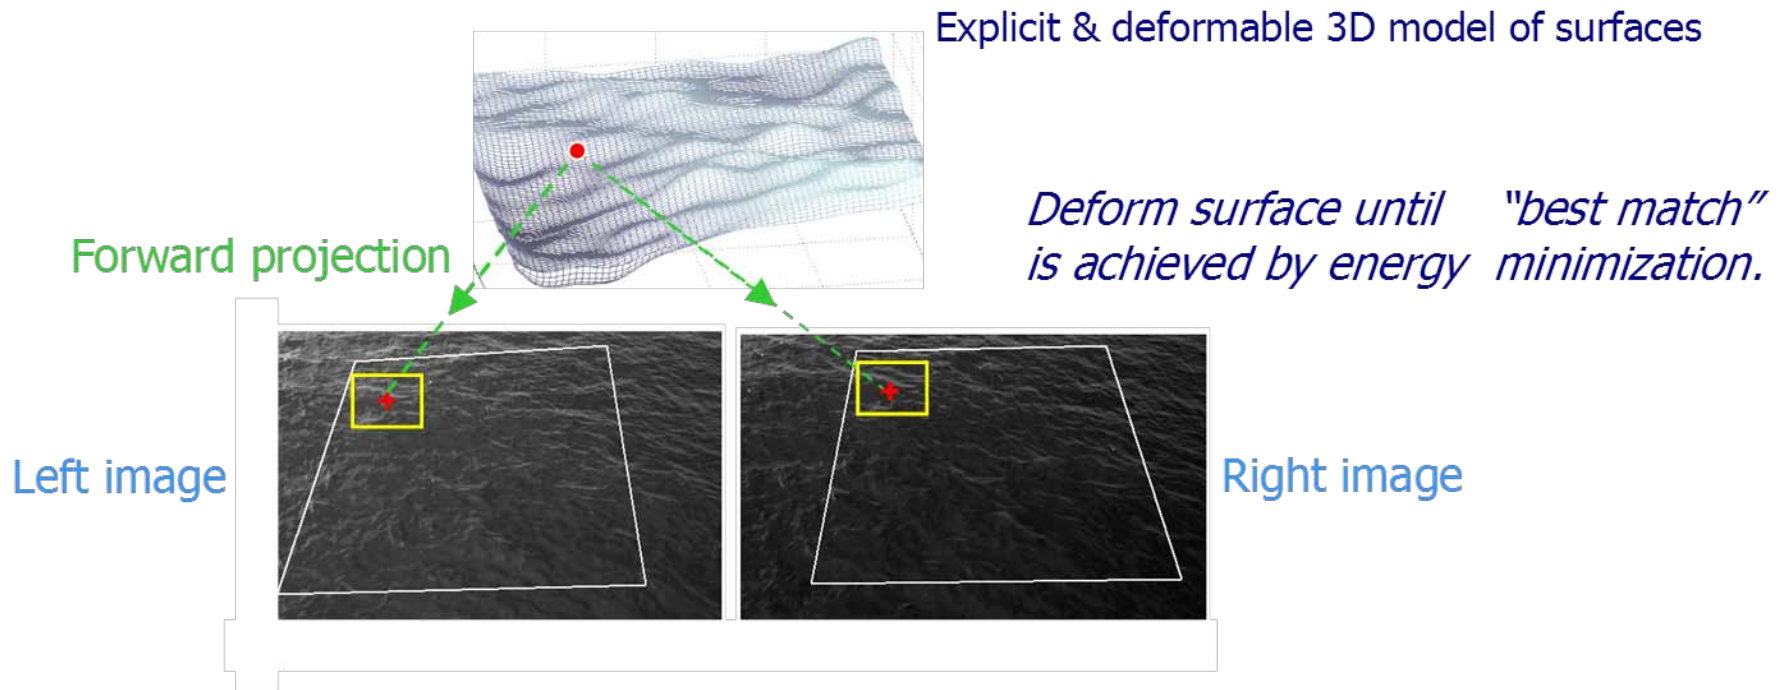 Explicit & deformable 3D model of surfaces
Deform surface until “best match”
is achieved by energy minimization.
Forward projection
Left image
Right image